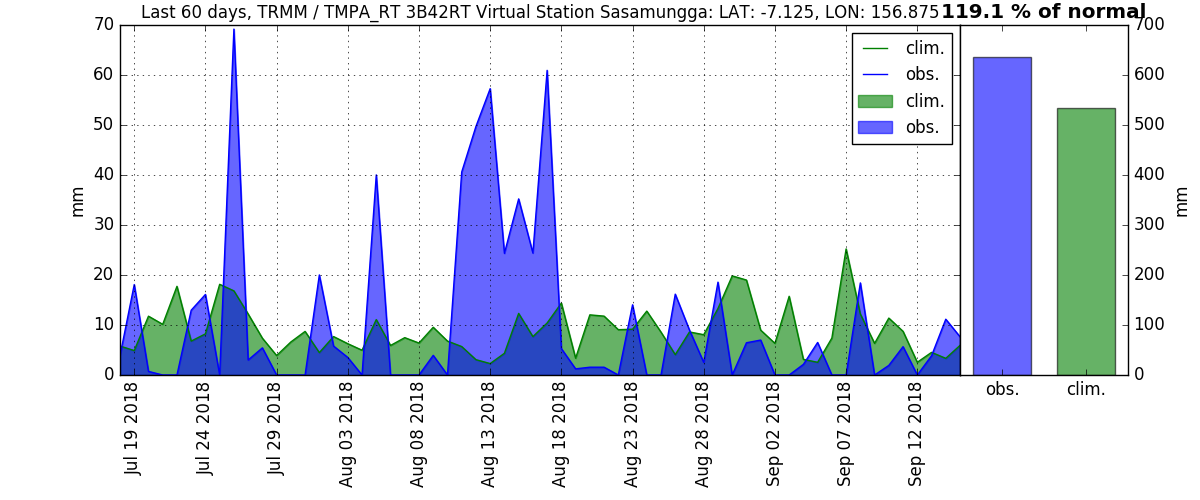 Last 60 days, TRMM / TMPA_RT 3B42RT Virtual Station Sasamungga: LAT: -7.125, LON: 156.875
119.1 % of normal
70
60
50
40
30
20
10
0
mm
clim.
obs.
clim.
obs.
Jul 19 2018
Jul 24 2018
Jul 29 2018
Aug 03 2018
Aug 08 2018
Aug 13 2018
Aug 18 2018
Aug 23 2018
Aug 28 2018
Sep 02 2018
Sep 07 2018
Sep 12 2018
700
600
500
400
300
200
100
0
mm
obs.
clim.